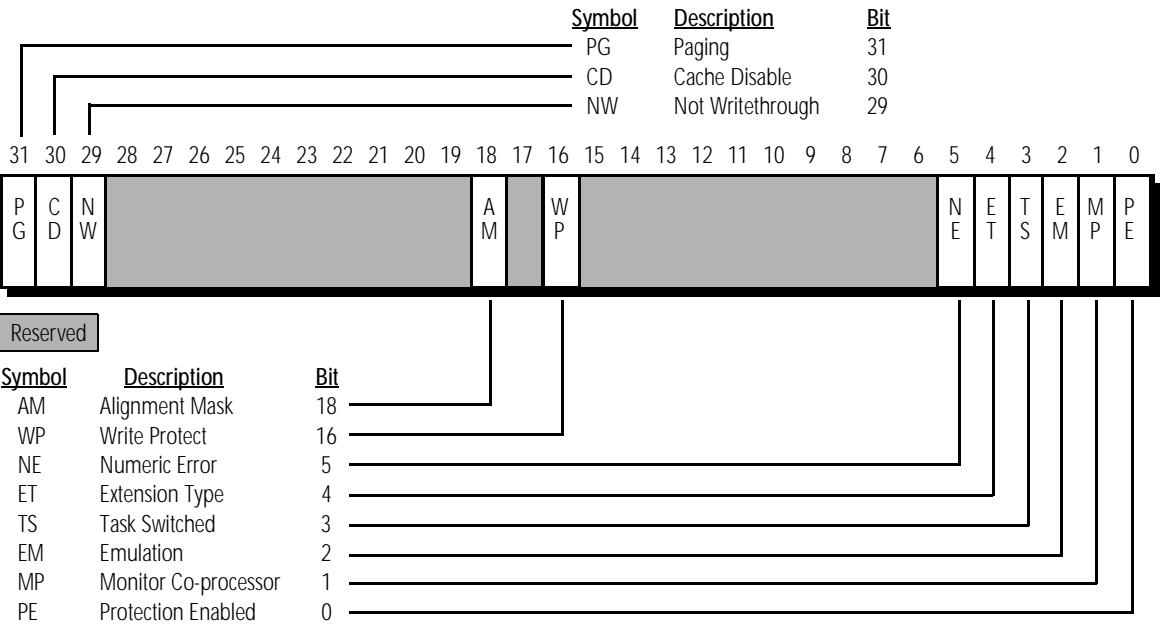 Symbol Description Bit
PG Paging 31
CD Cache Disable 30
NW Not Writethrough 29
31 30 29 28 27 26 25 24 23 22 21 20 19 18 17 16 15 14 13 12 11 10 9 8 7 6 5 4 3 2 1 0
P C N A W N E T E M P
G D W M P E T S M P E
Reserved
Symbol Description Bit
AM Alignment Mask 18
WP Write Protect 16
NE Numeric Error 5
ET Extension Type 4
TS Task Switched 3
EM Emulation 2
MP Monitor Co-processor 1
PE Protection Enabled 0